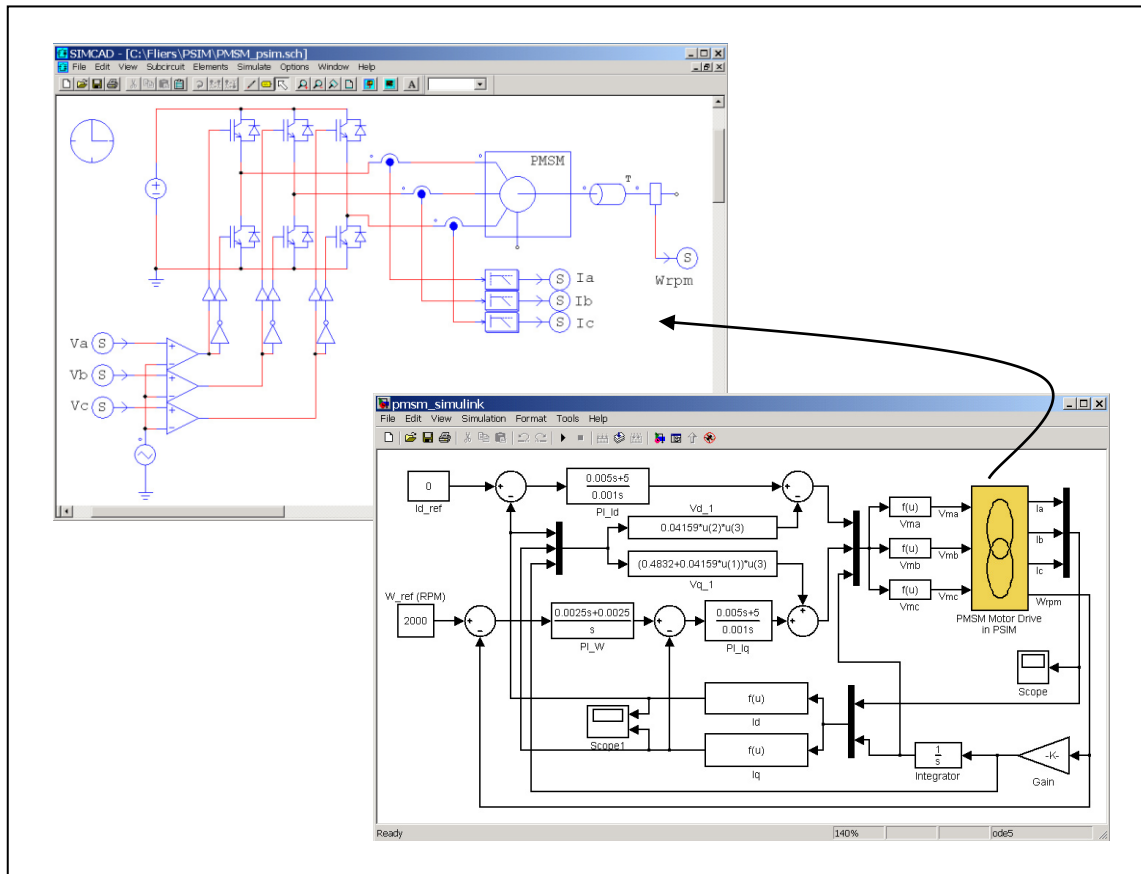 SIMCAD - [C:\Fliers\PSIM\PMSM_psim.sch]
File Edit View Subcircuit Elements Simulate Options Window Help
A
PMSM
T
S
Wrpm
S Ia
S Ib
S Ic
Va S
Vb S
Vc S
pmsm_simulink
File Edit View Simulation Format Tools Help
0
Id_ref
0.005s+5
0.001s
PI_Id
Vd_1
0.04159*u(2)*u(3)
(0.4832+0.04159*u(1))*u(3)
Vq_1
f(u)
Vma
Vma
f(u)
Vmb
Vmb
f(u)
Vmc
Vmc
Ia
Ib
Ic
Wrpm
PMSM Motor Drive
in PSIM
W_ref (RPM)
2000
0.0025s+0.0025
s
PI_W
0.005s+5
0.001s
PI_Iq
Scope
f(u)
Id
Scope1
f(u)
Iq
1
s
Integrator
-K-
Gain
Ready 140% ode5